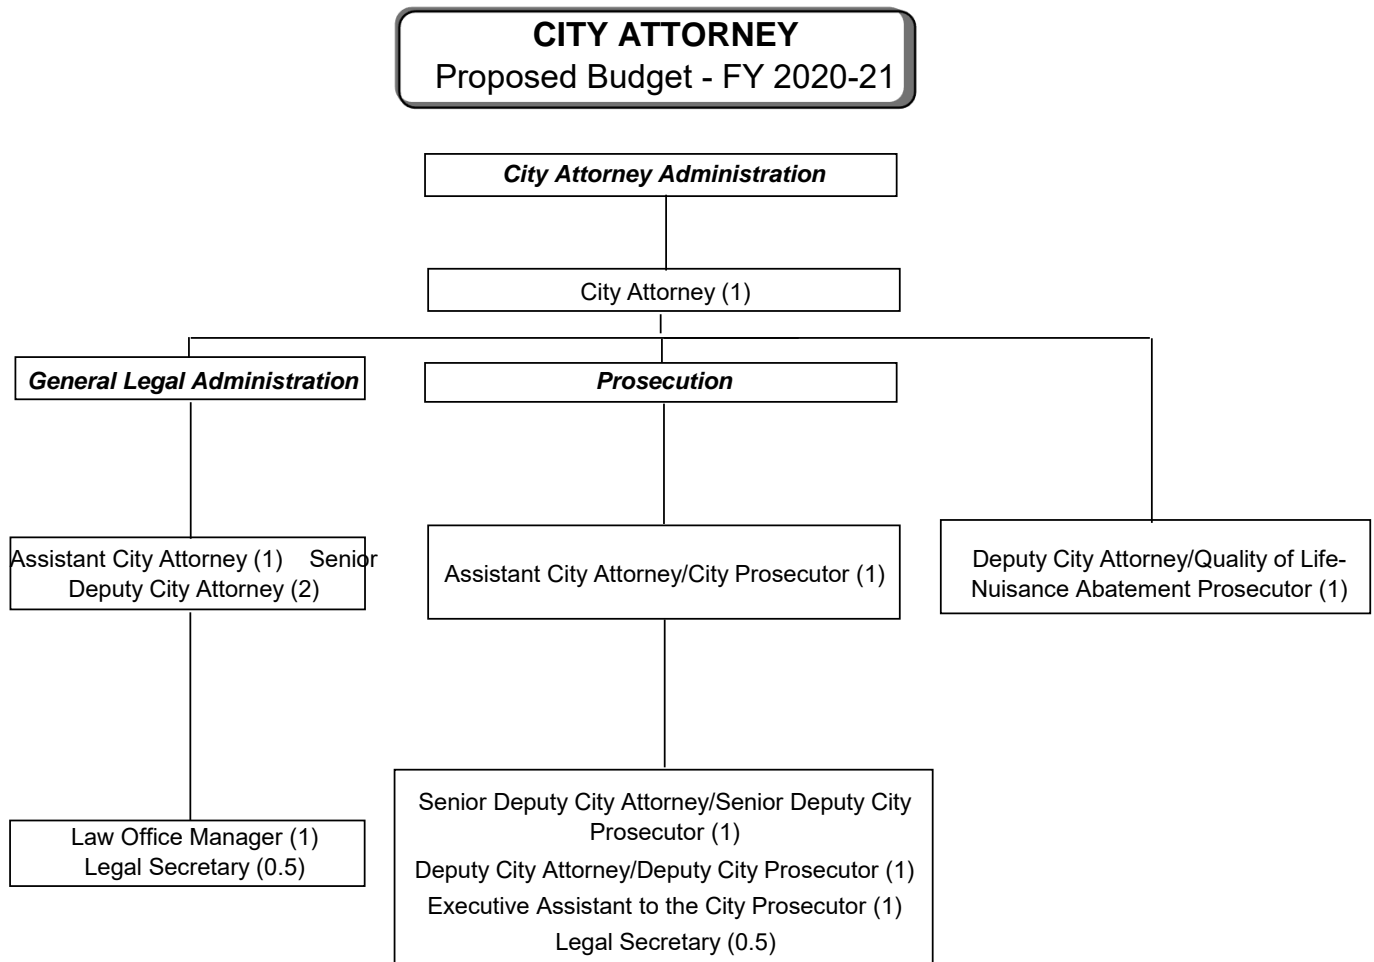 CITY ATTORNEY
Proposed Budget - FY 2020-21
City Attorney Administration
City Attorney (1)
General Legal Administration
Prosecution
Assistant City Attorney (1) Senior
Deputy City Attorney (2)
Assistant City Attorney/City Prosecutor (1)
Deputy City Attorney/Quality of Life-
Nuisance Abatement Prosecutor (1)
Law Office Manager (1)
Legal Secretary (0.5)
Senior Deputy City Attorney/Senior Deputy City
Prosecutor (1)
Deputy City Attorney/Deputy City Prosecutor (1)
Executive Assistant to the City Prosecutor (1)
Legal Secretary (0.5)